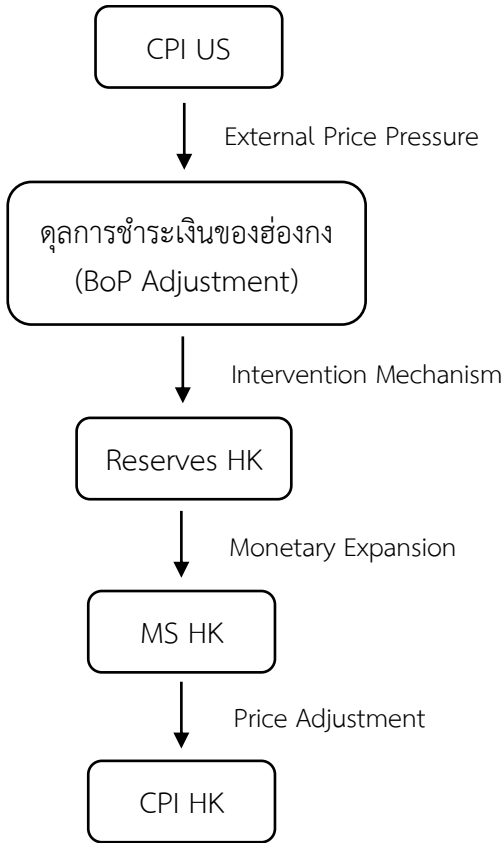 CPI US
External Price Pressure
ดุลการชำระเงินของฮ่องกง
(BoP Adjustment)
Intervention Mechanism
Reserves HK
Monetary Expansion
MS HK
Price Adjustment
CPI HK